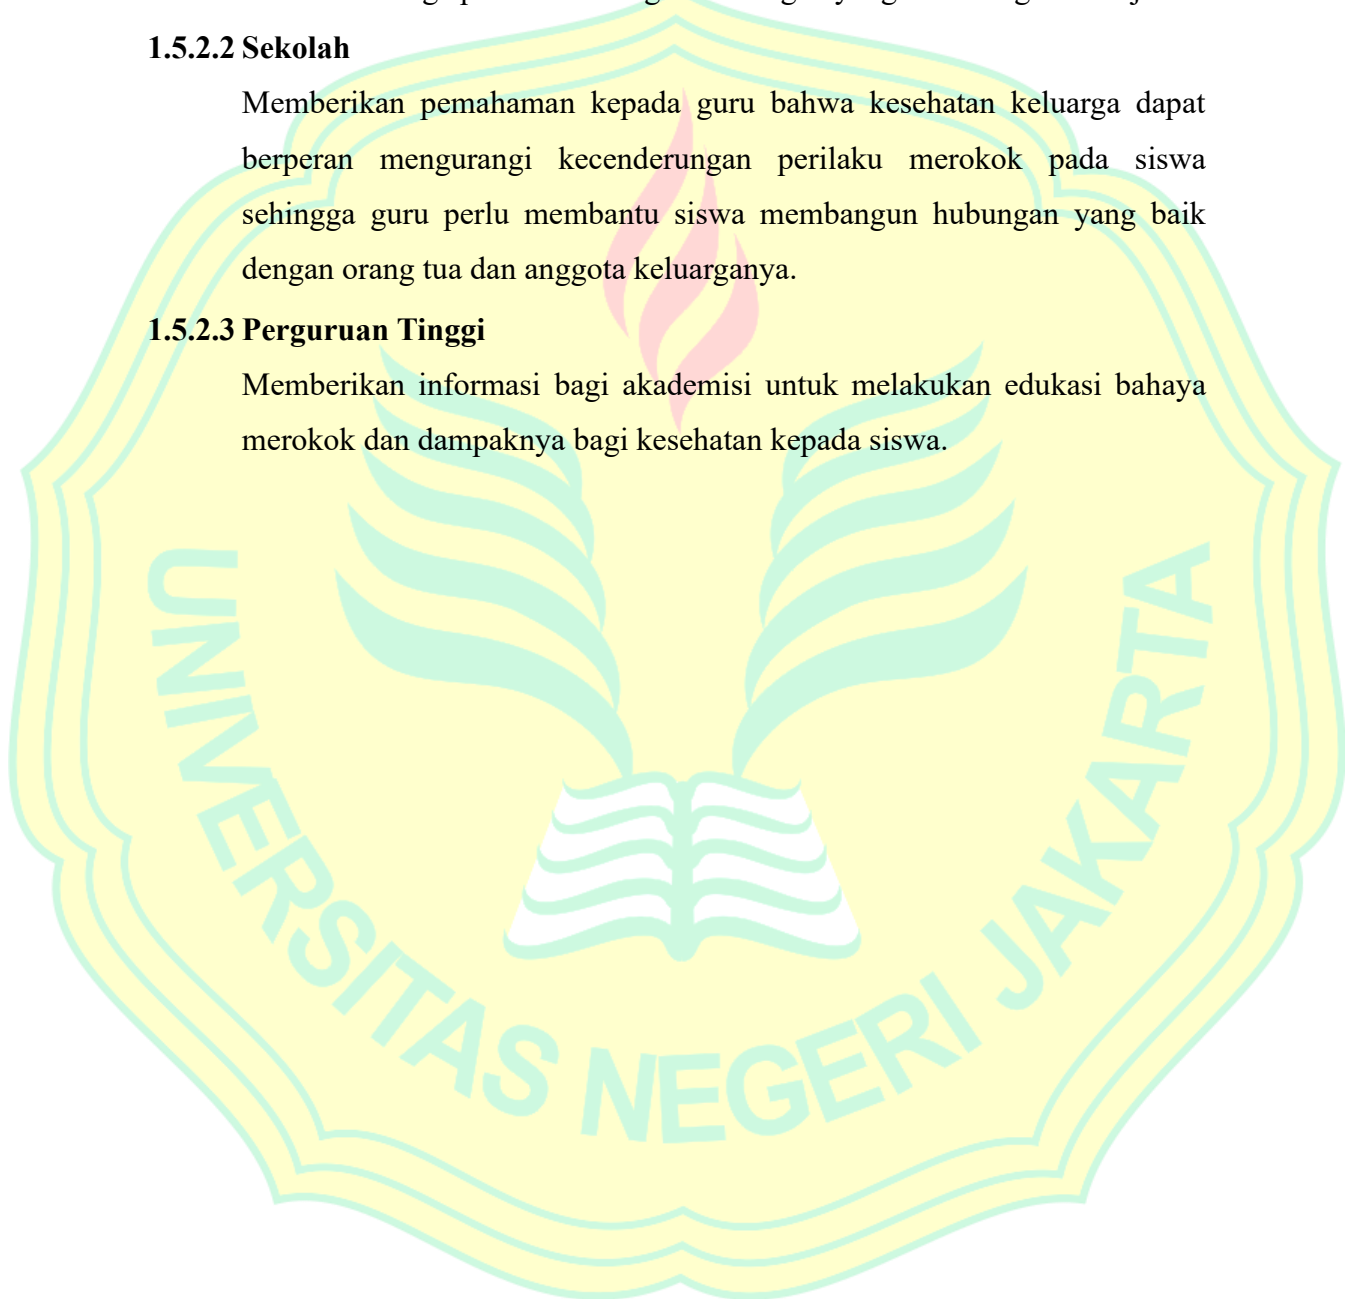 1.5.2.2 Sekolah
Memberikan pemahaman kepada guru bahwa kesehatan keluarga dapat
berperan mengurangi kecenderungan perilaku merokok pada siswa
sehingga guru perlu membantu siswa membangun hubungan yang baik
dengan orang tua dan anggota keluarganya.
1.5.2.3 Perguruan Tinggi
Memberikan informasi bagi akademisi untuk melakukan edukasi bahaya
merokok dan dampaknya bagi kesehatan kepada siswa.
UNIVERSITAS NEGERI JAKARTA